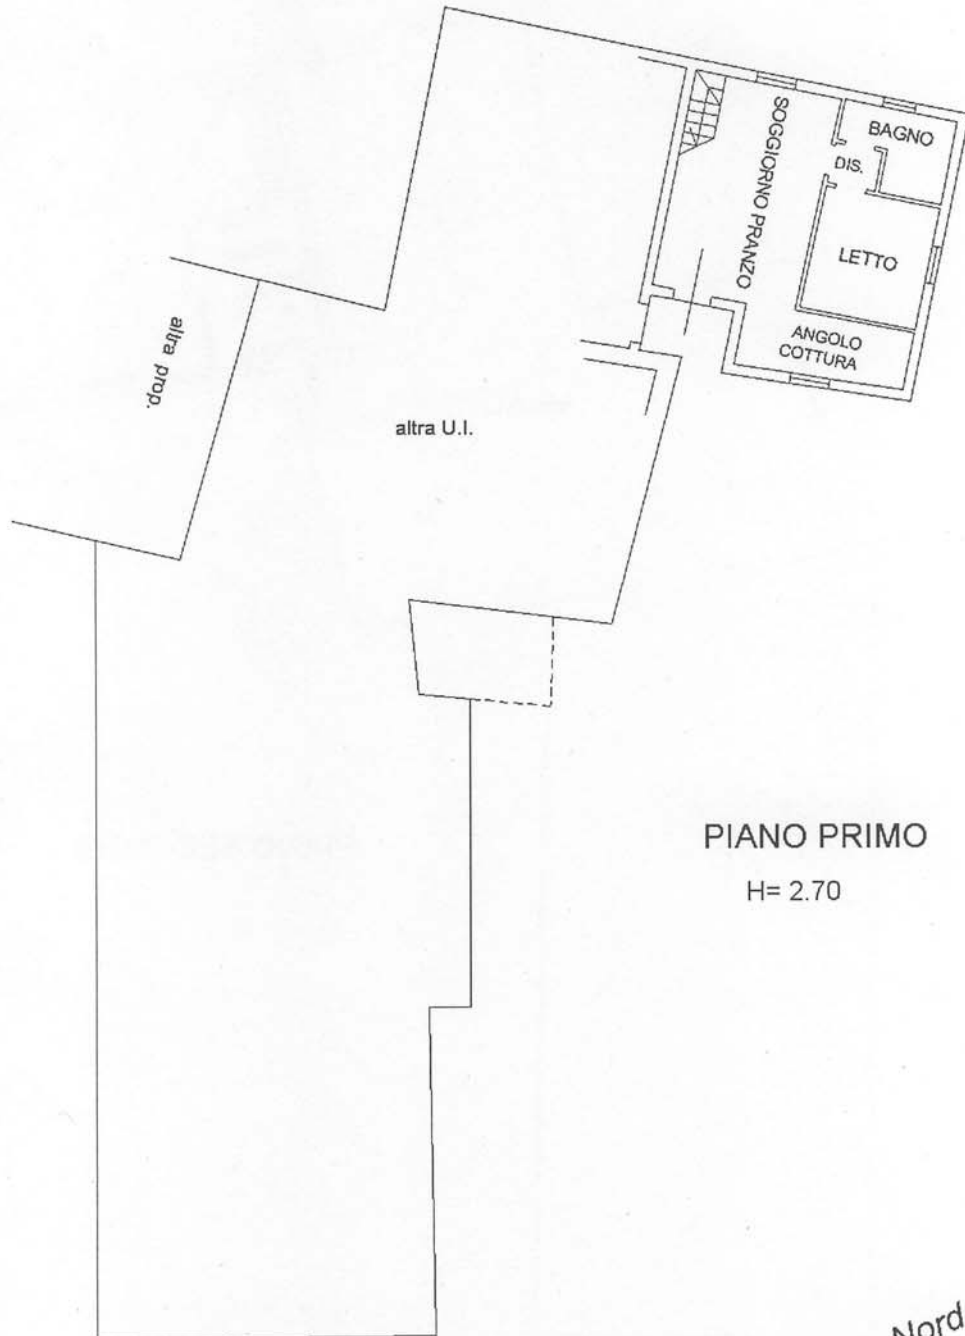 SOGGIORNO PRANZO
BAGNO
DIS.
LETTO
ANGOLO
COTTURA
altra prop.
altra U.I.
PIANO PRIMO
H= 2.70
Nord